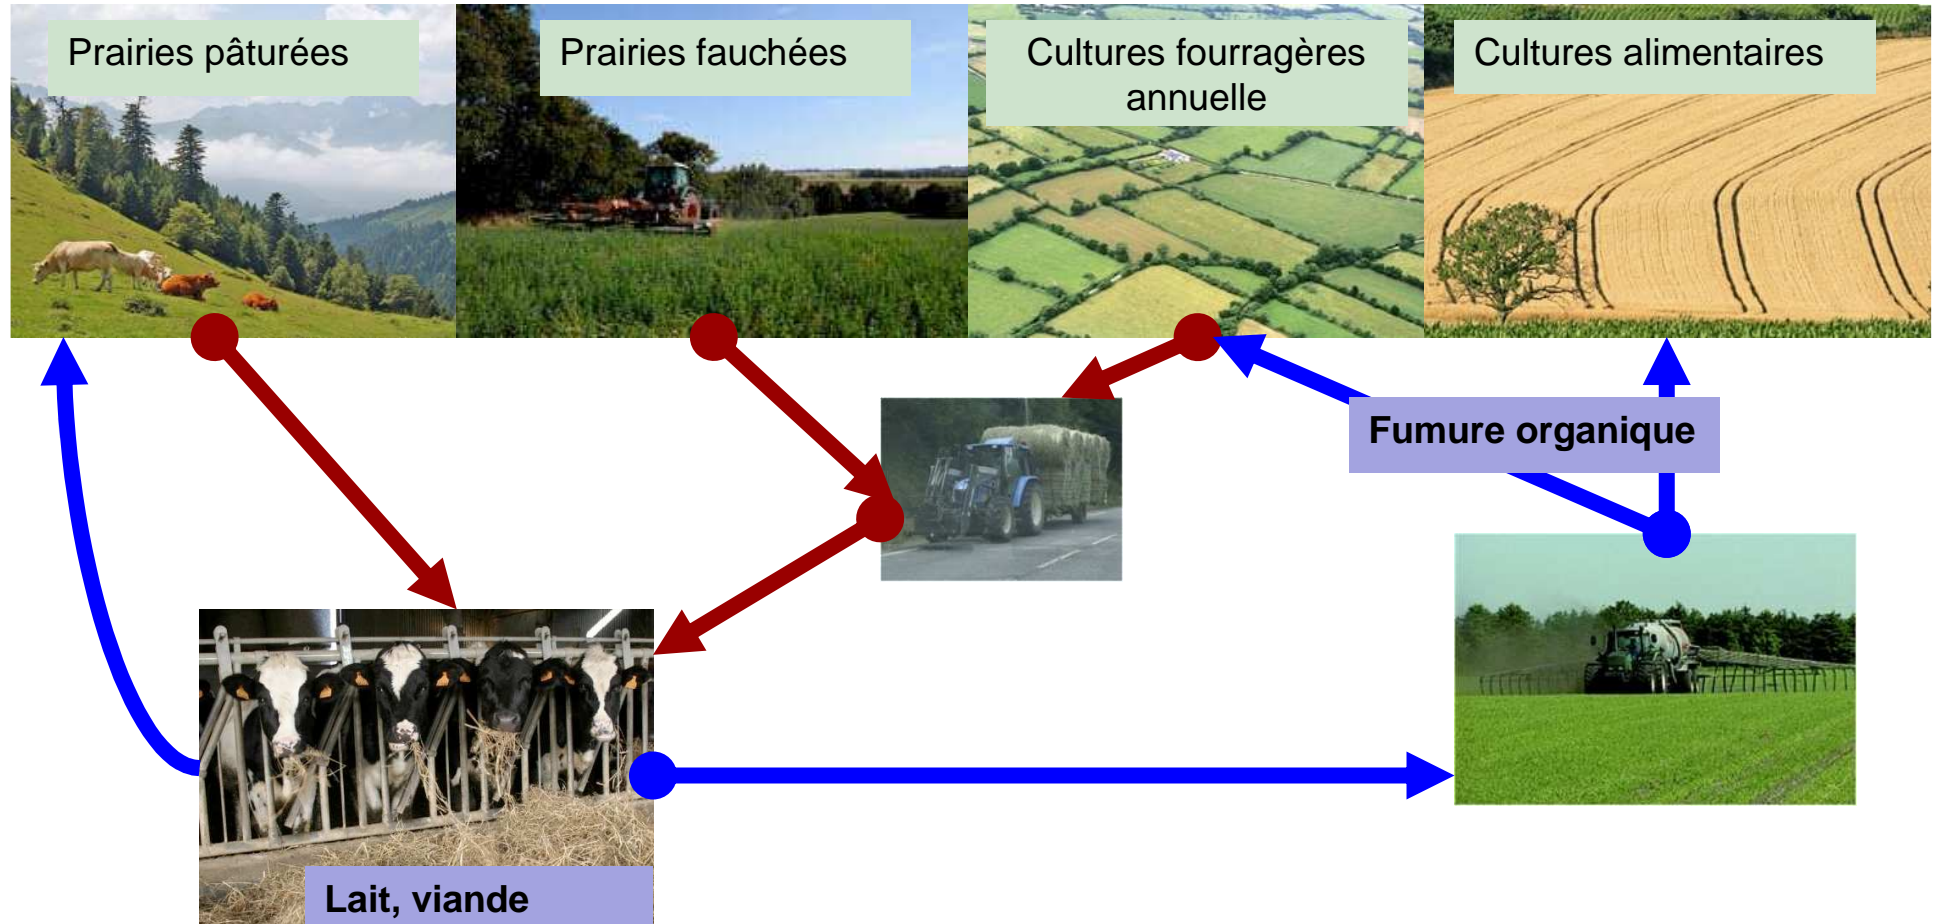 Prairies pâturées
Prairies fauchées
Cultures fourragères
annuelle
Cultures alimentaires
Fumure organique
Lait, viande